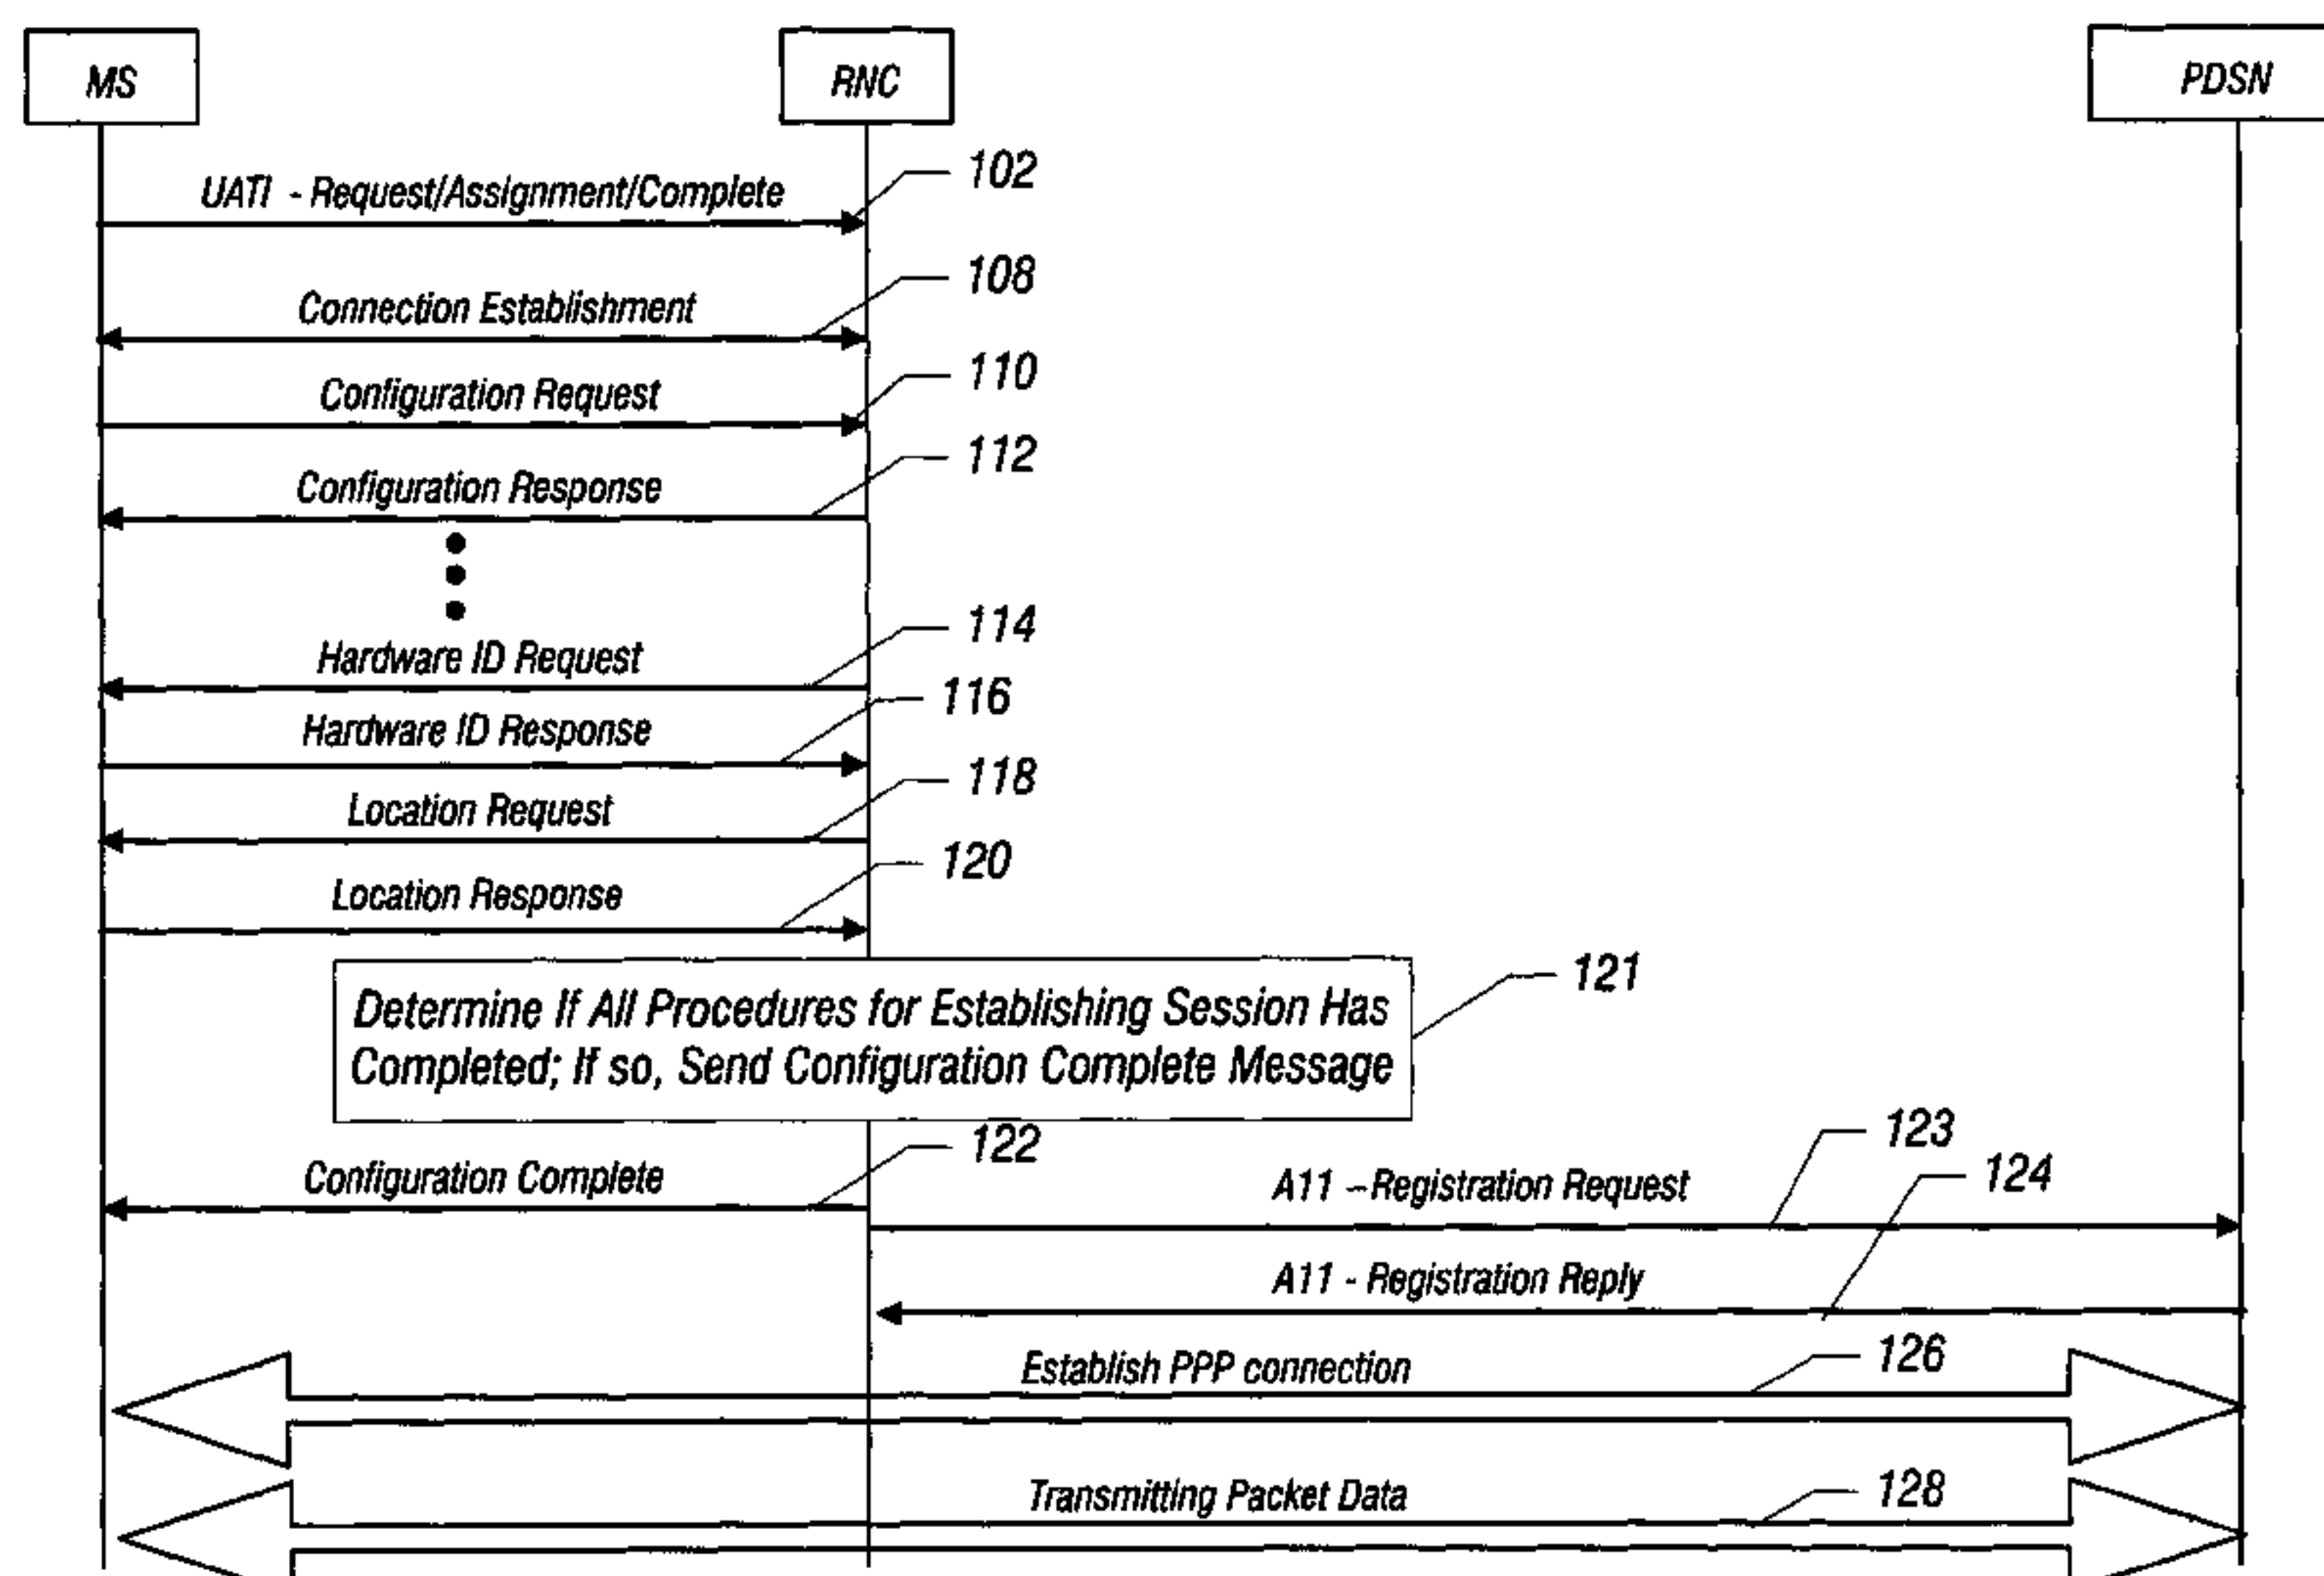 MS
RNC
PDSN
102
UATI - Request/Assignment/Complete
108
Connection Establishment
110
Configuration Request
112
Configuration Response
114
Hardware ID Request
116
Hardware ID Response
118
Location Request
120
Location Response
121
Determine If All Procedures for Establishing Session Has
Completed; If so, Send Configuration Complete Message
122
123
Configuration Complete
A11 –Registration Request
124
A11 - Registration Reply
Establish PPP connection
126
Transmitting Packet Data
128